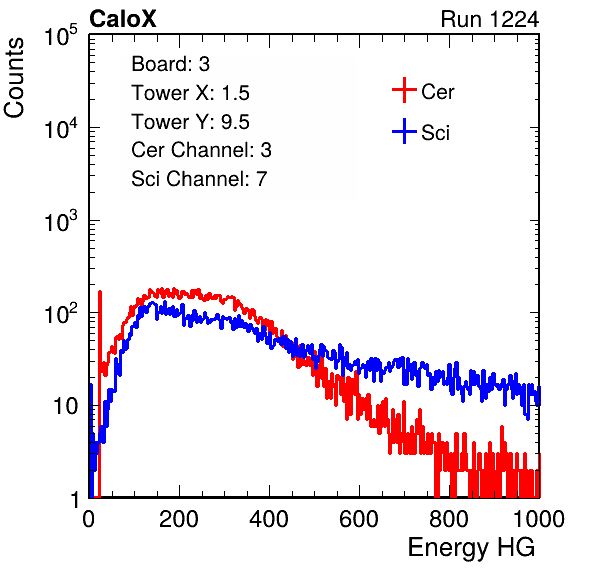 CaloX Run 1224
Board: 3
Tower X: 1.5
Tower Y: 9.5
Cer Channel: 3
Sci Channel: 7
Cer
Sci
Counts
10^5
10^4
10^3
10^2
10
1
0 200 400 600 800 1000
Energy HG